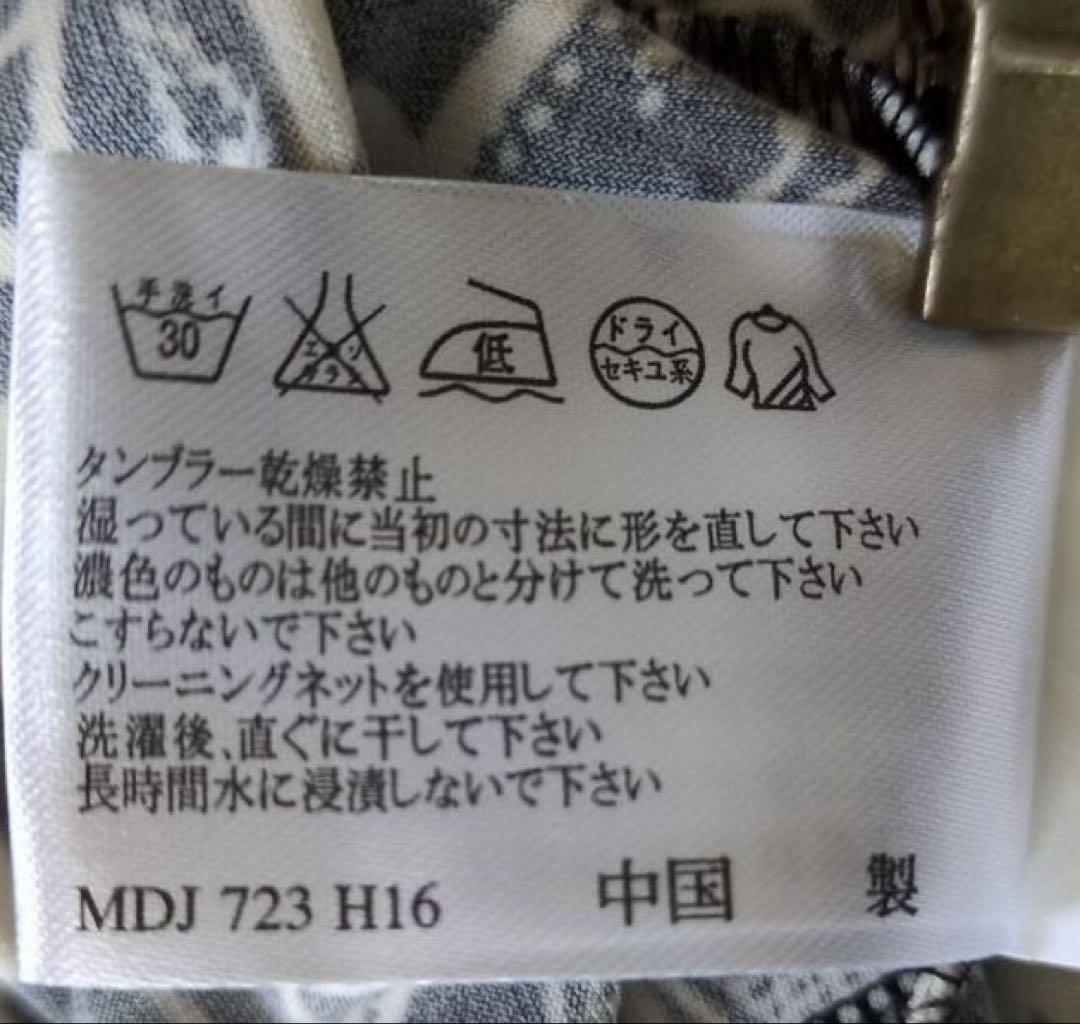 手洗イ
30
エンソ
サラシ
低
ドライ
セキユ系
タンブラー乾燥禁止
湿っている間に当初の寸法に形を直して下さい
濃色のものは他のものと分けて洗って下さい
こすらないで下さい
クリーニングネットを使用して下さい
洗濯後、直ぐに干して下さい
長時間水に浸漬しないで下さい
MDJ 723 H16 中国 製